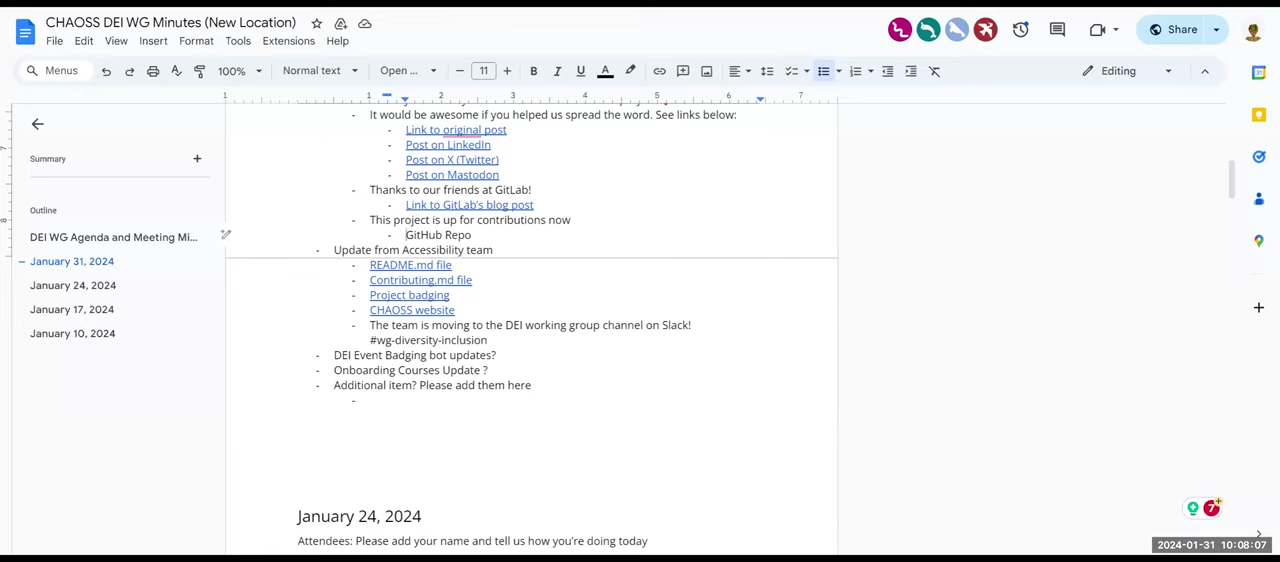 CHAOSS DEI WG Minutes (New Location)
File Edit View Insert Format Tools Extensions Help
Share
Menus 100% Normal text Open ... 11 Editing
1 1 2 3 4 5 6 7
Summary
Outline
DEI WG Agenda and Meeting Mi...
January 31, 2024
January 24, 2024
January 17, 2024
January 10, 2024
- It would be awesome if you helped us spread the word. See links below:
- Link to original post
- Post on LinkedIn
- Post on X (Twitter)
- Post on Mastodon
- Thanks to our friends at GitLab!
- Link to GitLab's blog post
- This project is up for contributions now
- GitHub Repo
- Update from Accessibility team
- README.md file
- Contributing.md file
- Project badging
- CHAOSS website
- The team is moving to the DEI working group channel on Slack!
#wg-diversity-inclusion
- DEI Event Badging bot updates?
- Onboarding Courses Update ?
- Additional item? Please add them here
-
January 24, 2024
Attendees: Please add your name and tell us how you're doing today
7
2024-01-31 10:08:07